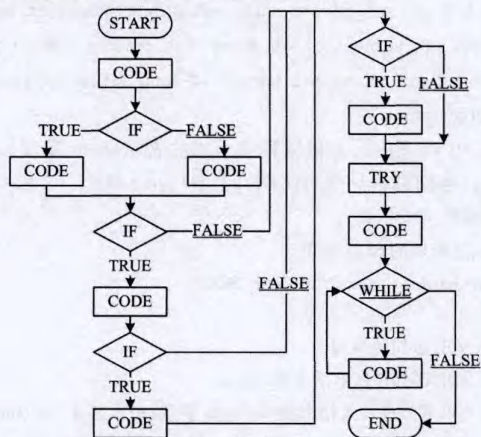 START
CODE
TRUE
IF
FALSE
CODE
CODE
IF
FALSE
TRUE
CODE
FALSE
IF
TRUE
CODE
IF
TRUE
FALSE
CODE
TRY
CODE
WHILE
TRUE
FALSE
CODE
END